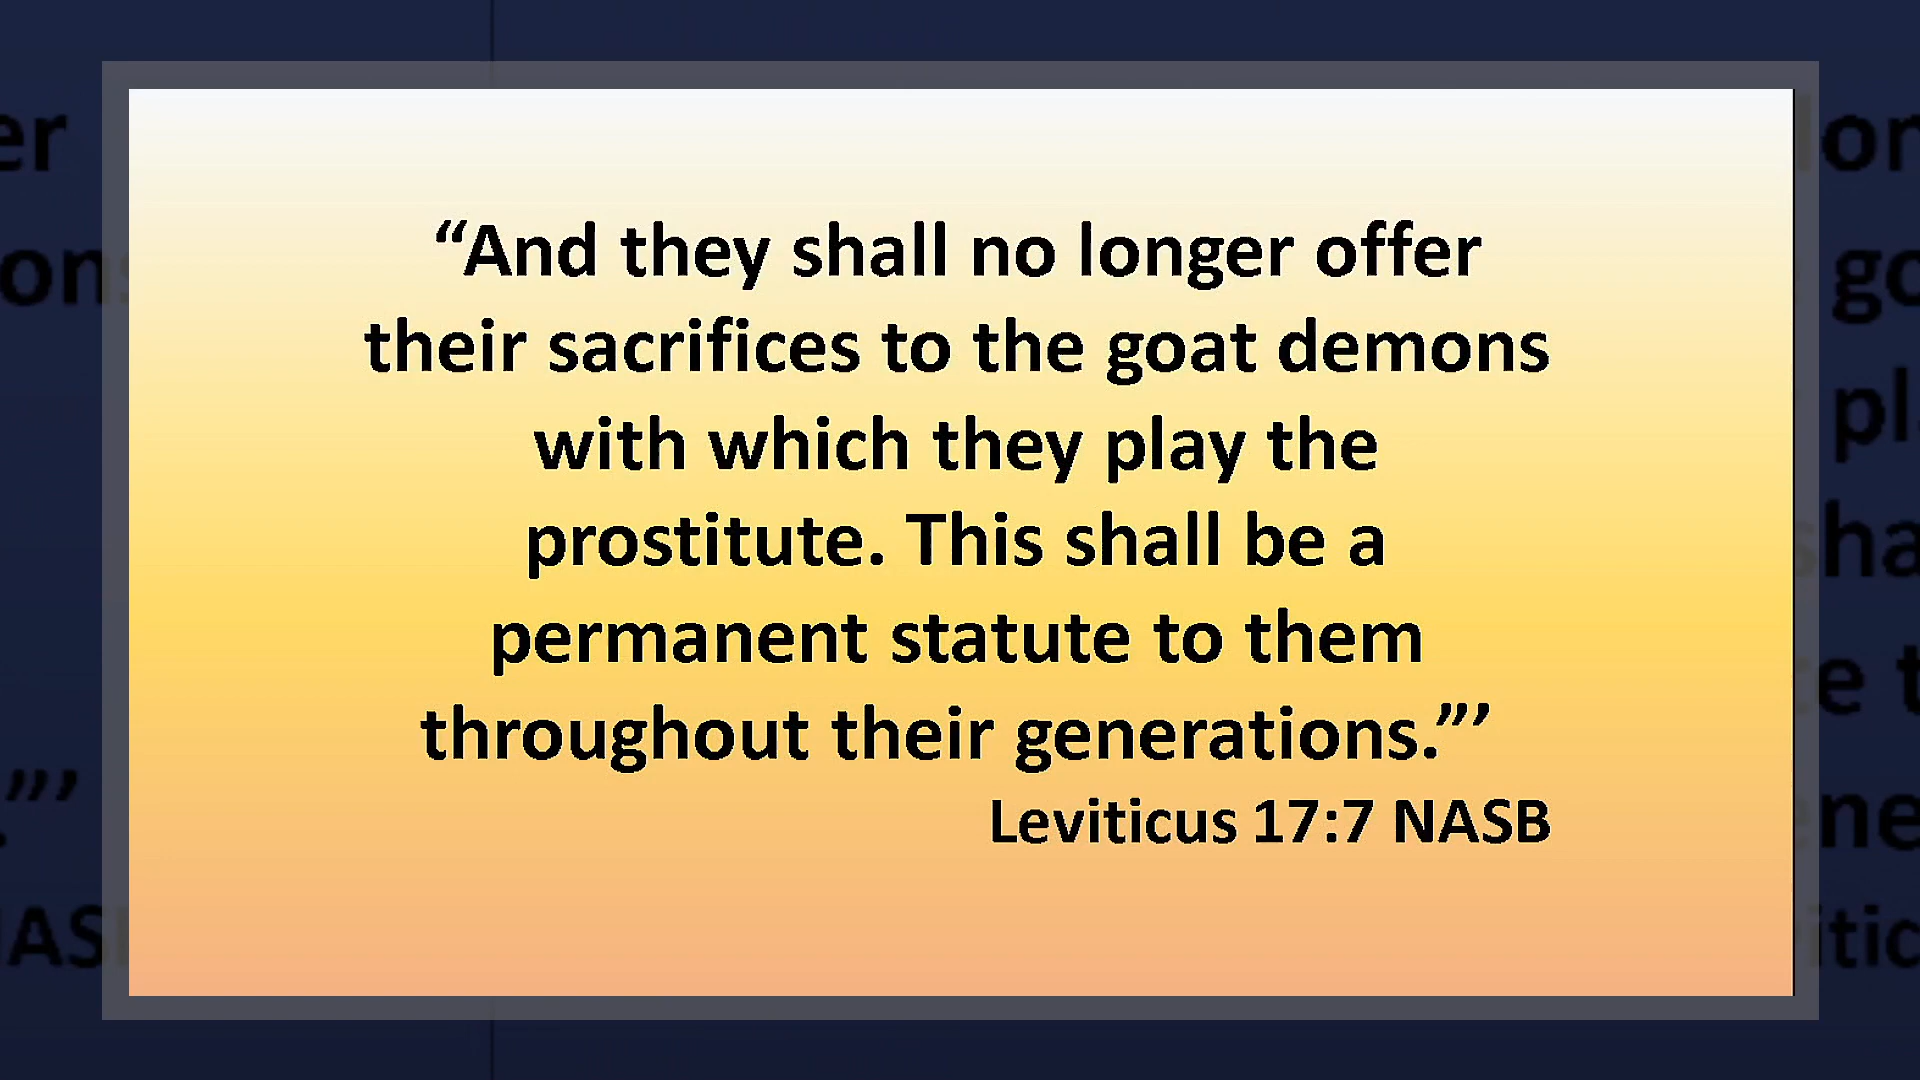 “And they shall no longer offer
their sacrifices to the goat demons
with which they play the
prostitute. This shall be a
permanent statute to them
throughout their generations.”’
Leviticus 17:7 NASB